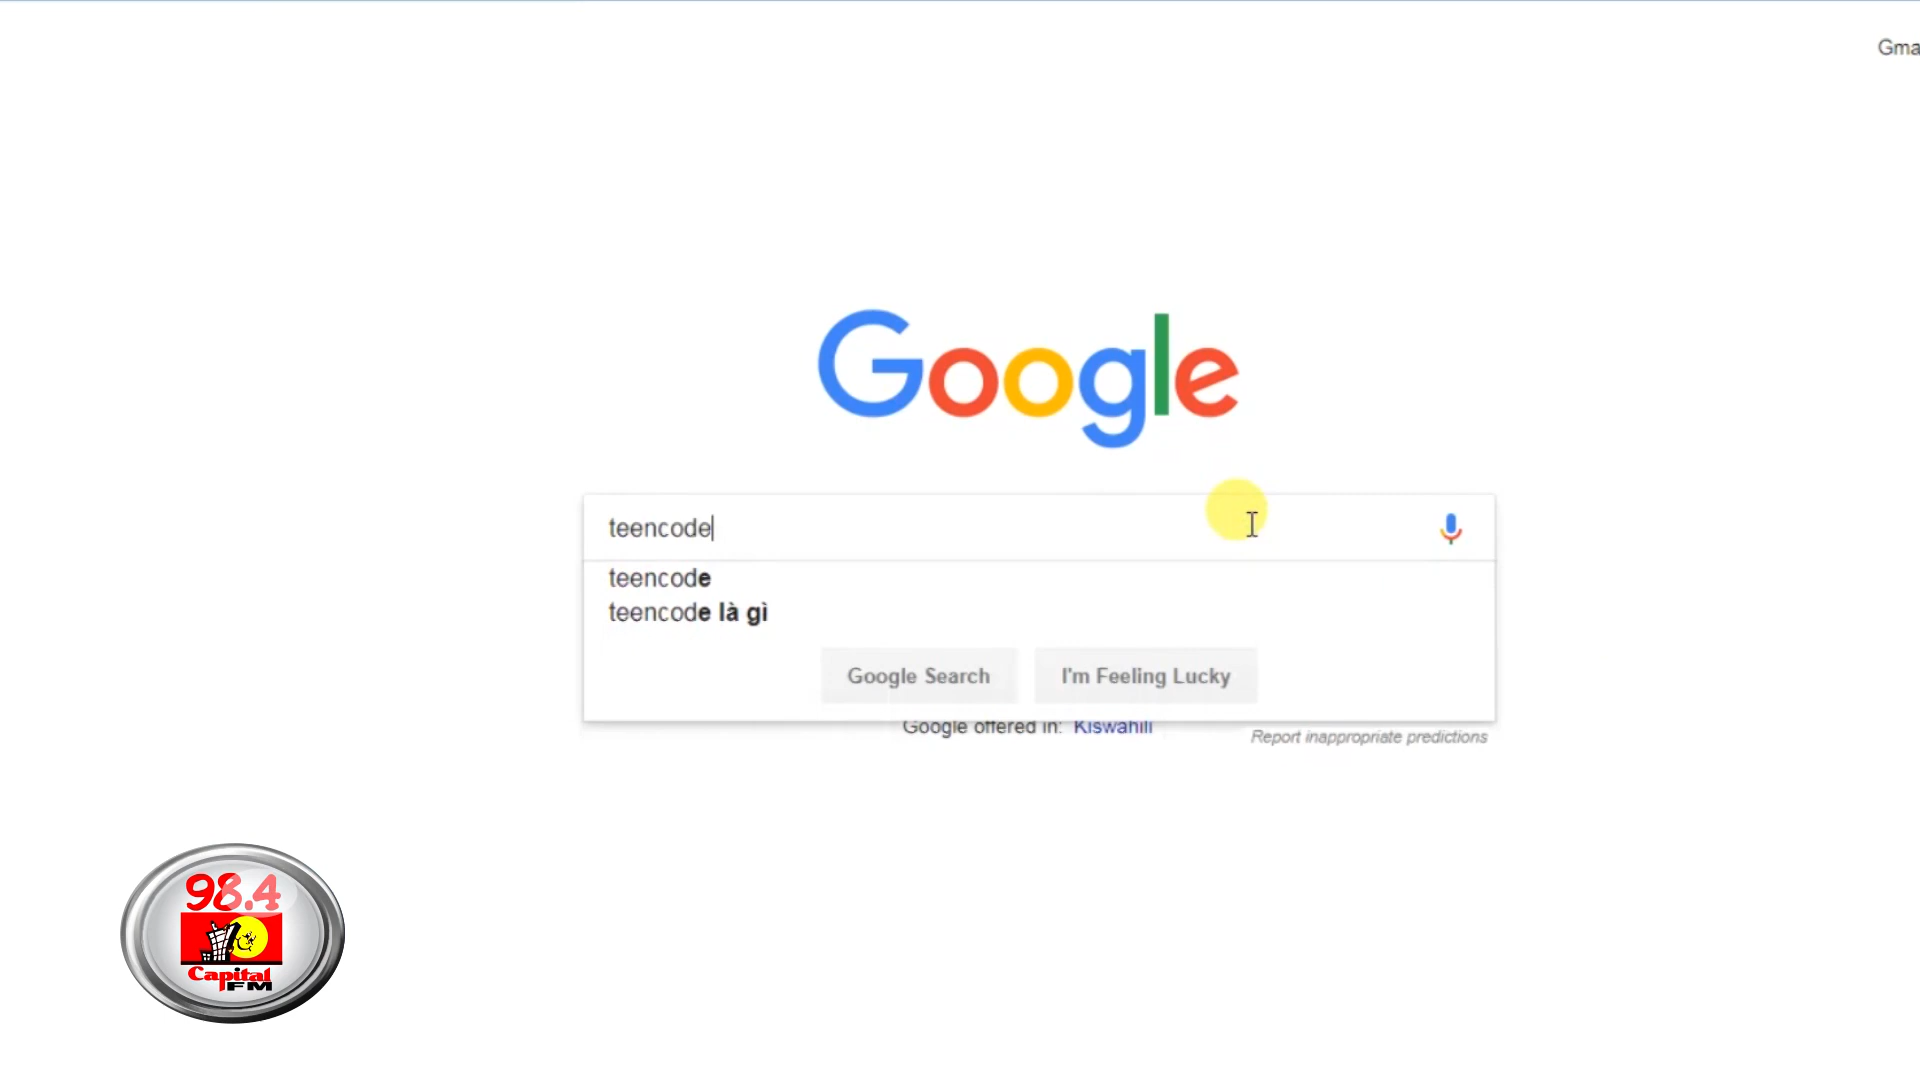 Gma
Google
teencode
teencode
teencode là gì
Google Search
I'm Feeling Lucky
Google offered in: Kiswahili
Report inappropriate predictions
98.4
Capital
FM